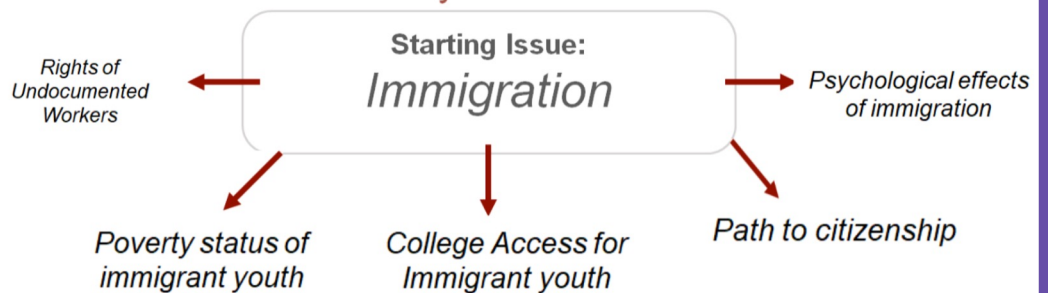 Starting Issue:
Immigration
Rights of
Undocumented
Workers
Psychological effects
of immigration
Poverty status of
immigrant youth
College Access for
Immigrant youth
Path to citizenship